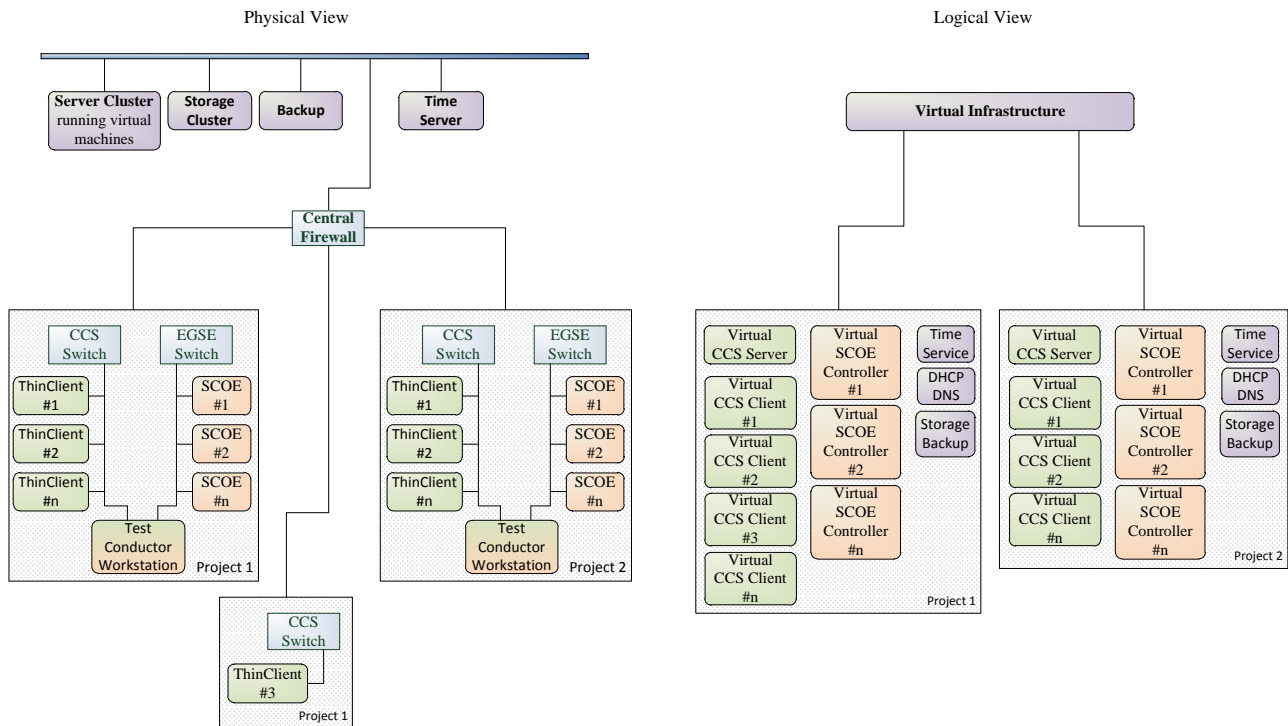 Physical View
Logical View
Server Cluster
running virtual
machines
Storage
Cluster
Backup
Time
Server
Central
Firewall
CCS
Switch
EGSE
Switch
ThinClient
#1
ThinClient
#2
ThinClient
#n
SCOE
#1
SCOE
#2
SCOE
#n
Test
Conductor
Workstation
Project 1
CCS
Switch
ThinClient
#3
Project 1
CCS
Switch
EGSE
Switch
ThinClient
#1
ThinClient
#2
ThinClient
#n
SCOE
#1
SCOE
#2
SCOE
#n
Test
Conductor
Workstation
Project 2
Virtual Infrastructure
Virtual
CCS Server
Virtual
CCS Client
#1
Virtual
CCS Client
#2
Virtual
CCS Client
#3
Virtual
CCS Client
#n
Virtual
SCOE
Controller
#1
Virtual
SCOE
Controller
#2
Virtual
SCOE
Controller
#n
Time
Service
DHCP
DNS
Storage
Backup
Project 1
Virtual
CCS Server
Virtual
CCS Client
#1
Virtual
CCS Client
#2
Virtual
CCS Client
#n
Virtual
SCOE
Controller
#1
Virtual
SCOE
Controller
#2
Virtual
SCOE
Controller
#n
Time
Service
DHCP
DNS
Storage
Backup
Project 2